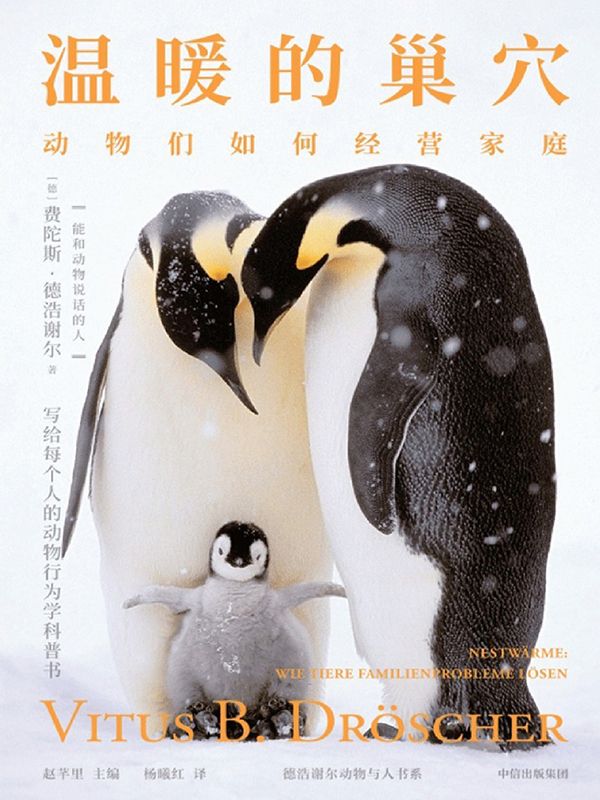 温暖的巢穴
动物们如何经营家庭
[德]费陀斯·德浩谢尔 著
能和动物说话的人
写给每个人的动物行为学科普书
NESTWÄRME:
WIE TIERE FAMILIENPROBLEME LÖSEN
VITUS B. DRÖSCHER
赵芊里 主编 杨曦红 译 德浩谢尔动物与人书系 中信出版集团